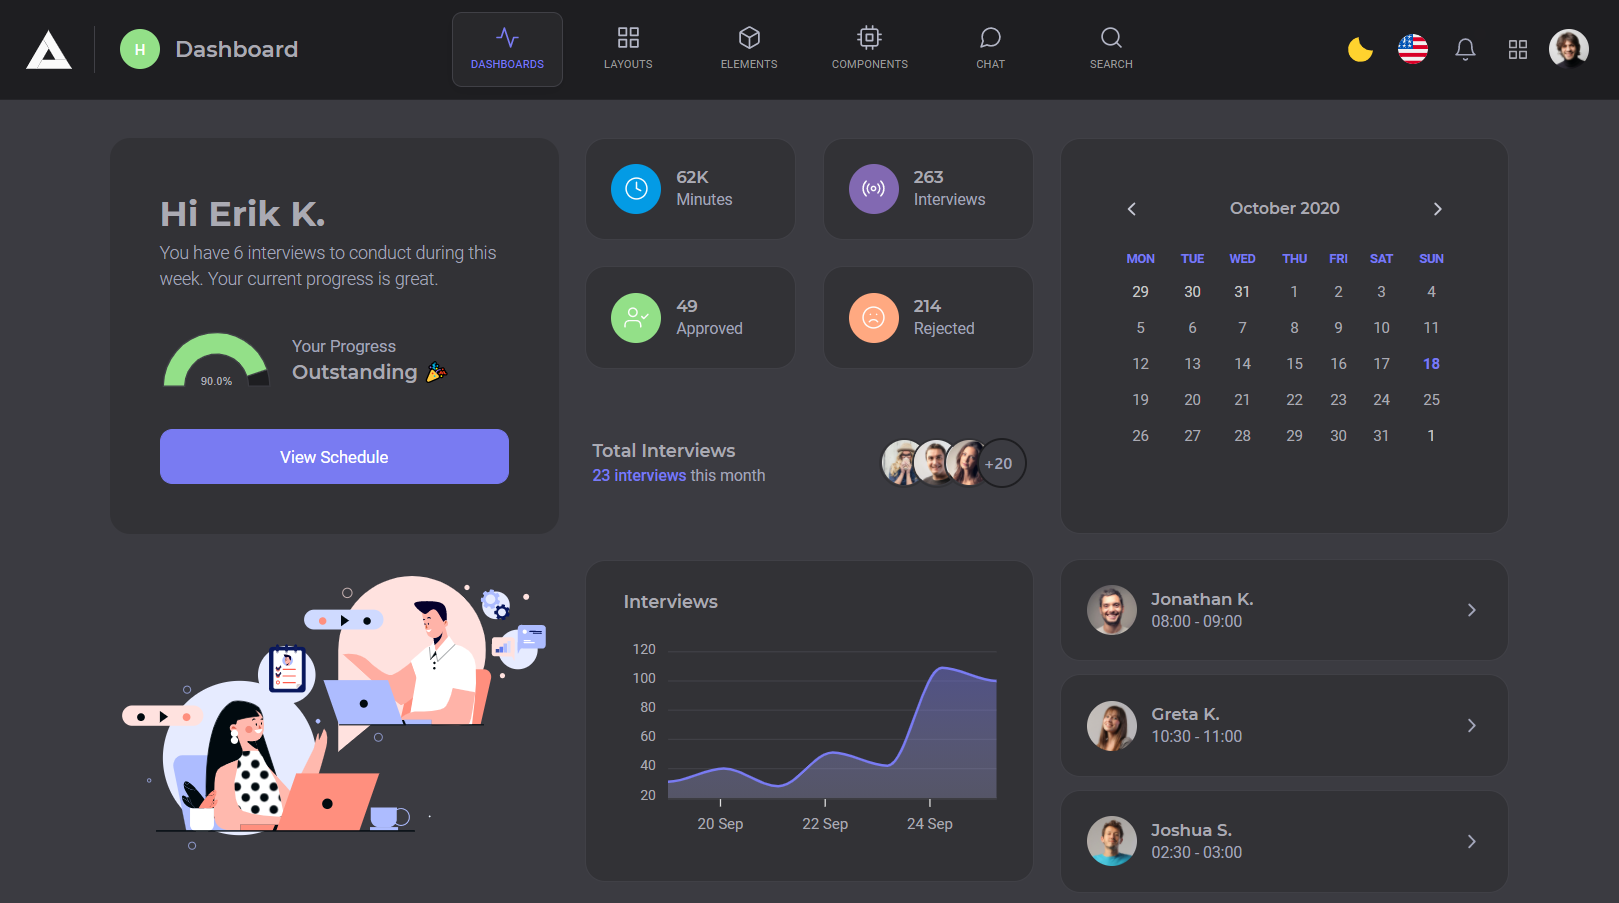 H
Dashboard
DASHBOARDS
LAYOUTS
ELEMENTS
COMPONENTS
CHAT
SEARCH
Hi Erik K.
You have 6 interviews to conduct during this
week. Your current progress is great.
90.0%
Your Progress
Outstanding
View Schedule
62K
Minutes
263
Interviews
49
Approved
214
Rejected
Total Interviews
23 interviews this month
+20
October 2020
MON TUE WED THU FRI SAT SUN
29 30 31 1 2 3 4
5 6 7 8 9 10 11
12 13 14 15 16 17 18
19 20 21 22 23 24 25
26 27 28 29 30 31 1
Interviews
120
100
80
60
40
20
20 Sep 22 Sep 24 Sep
Jonathan K.
08:00 - 09:00
Greta K.
10:30 - 11:00
Joshua S.
02:30 - 03:00